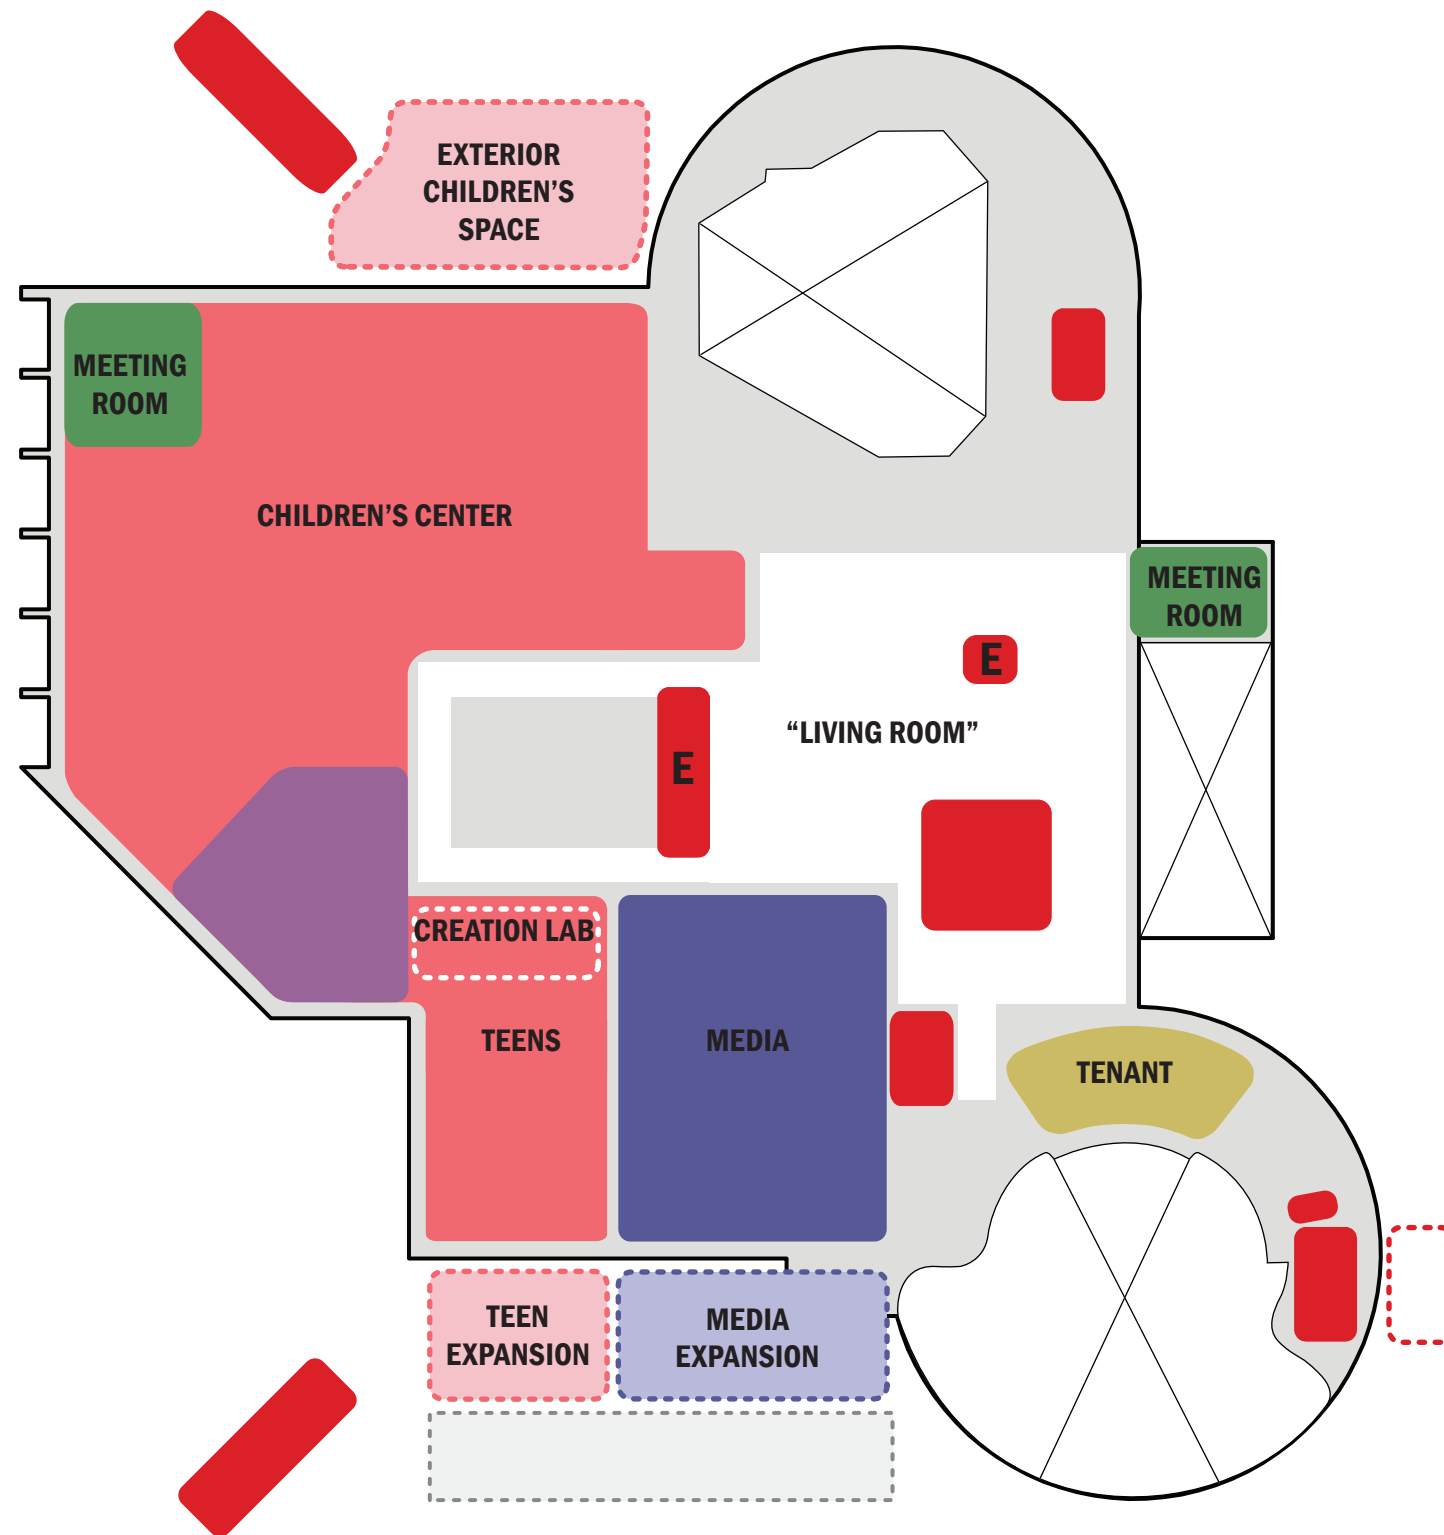 EXTERIOR
CHILDREN’S
SPACE
MEETING
ROOM
CHILDREN’S CENTER
MEETING
ROOM
E
“LIVING ROOM”
E
CREATION LAB
TEENS
MEDIA
TENANT
TEEN
EXPANSION
MEDIA
EXPANSION